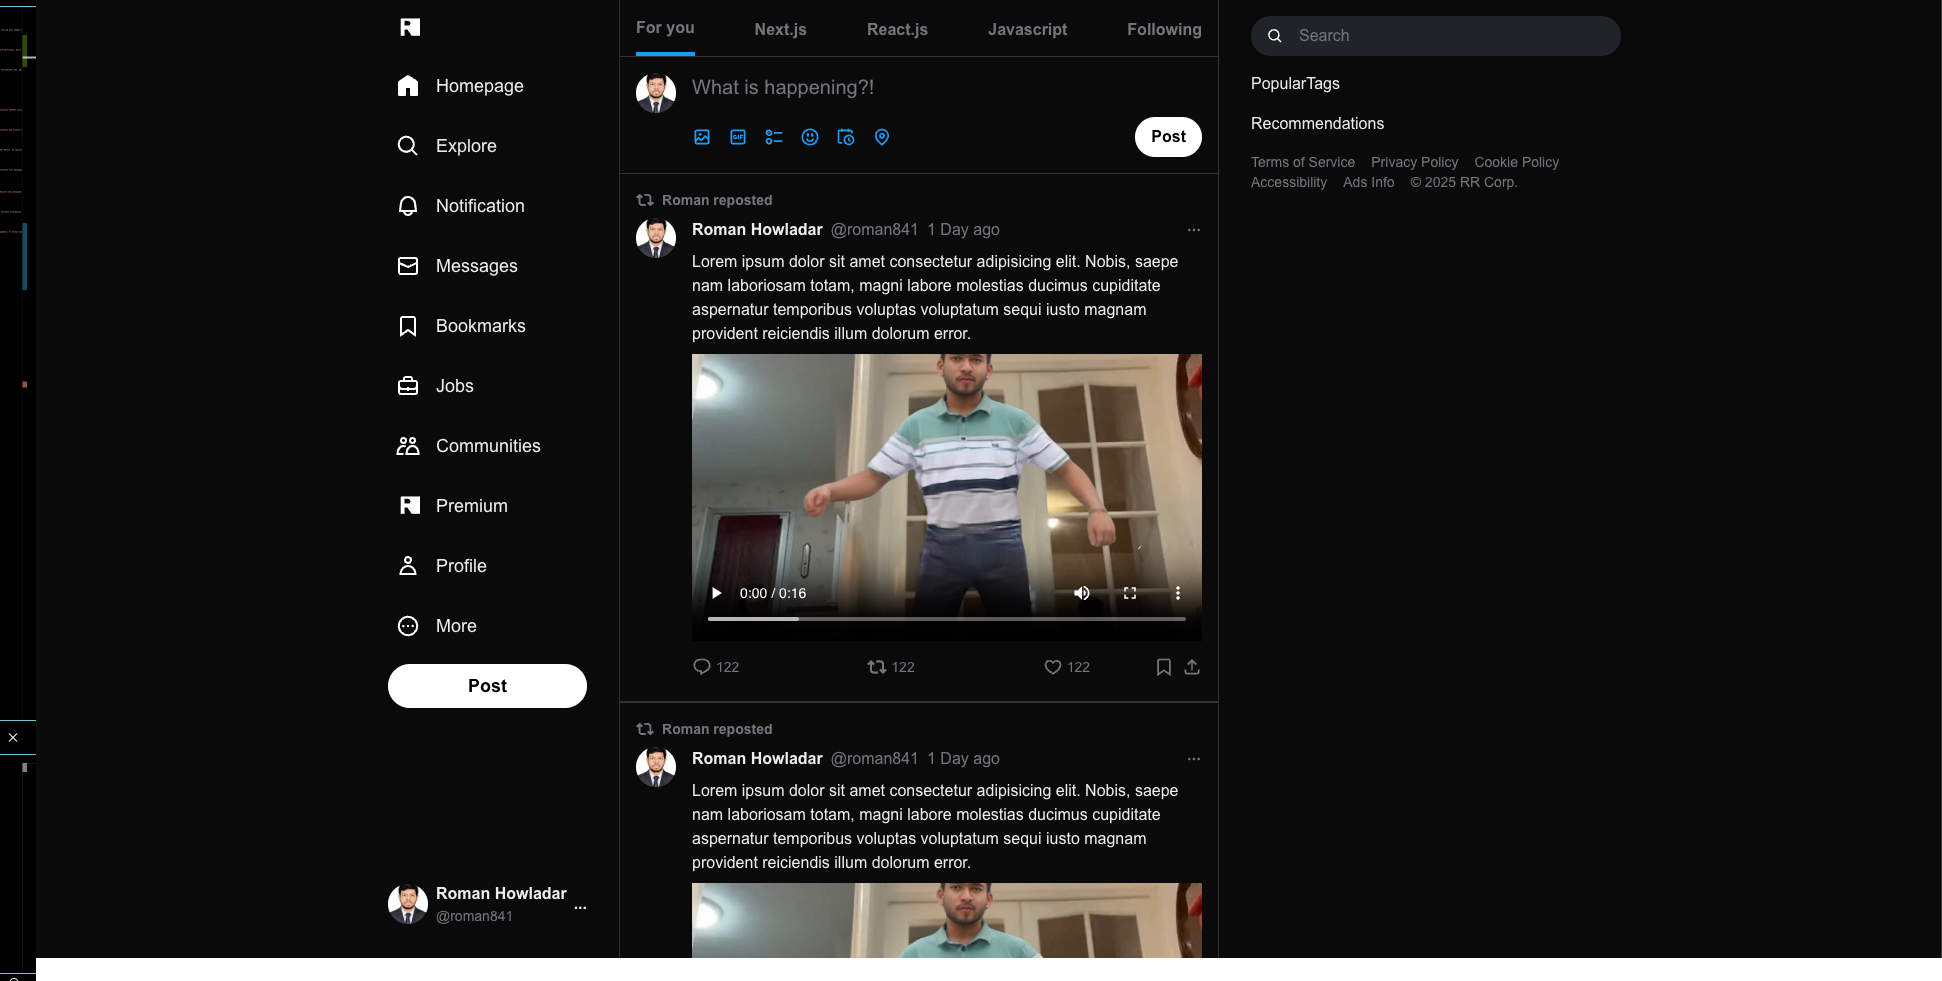 Homepage
Explore
Notification
Messages
Bookmarks
Jobs
Communities
Premium
Profile
More
Post
Roman Howladar
@roman841
...
For you Next.js React.js Javascript Following
What is happening?!
GIF
Post
Roman reposted
Roman Howladar @roman841 1 Day ago
Lorem ipsum dolor sit amet consectetur adipisicing elit. Nobis, saepe
nam laboriosam totam, magni labore molestias ducimus cupiditate
aspernatur temporibus voluptas voluptatum sequi iusto magnam
provident reiciendis illum dolorum error.
0:00 / 0:16
122 122 122
Roman reposted
Roman Howladar @roman841 1 Day ago
Lorem ipsum dolor sit amet consectetur adipisicing elit. Nobis, saepe
nam laboriosam totam, magni labore molestias ducimus cupiditate
aspernatur temporibus voluptas voluptatum sequi iusto magnam
provident reiciendis illum dolorum error.
Search
PopularTags
Recommendations
Terms of Service Privacy Policy Cookie Policy
Accessibility Ads Info © 2025 RR Corp.